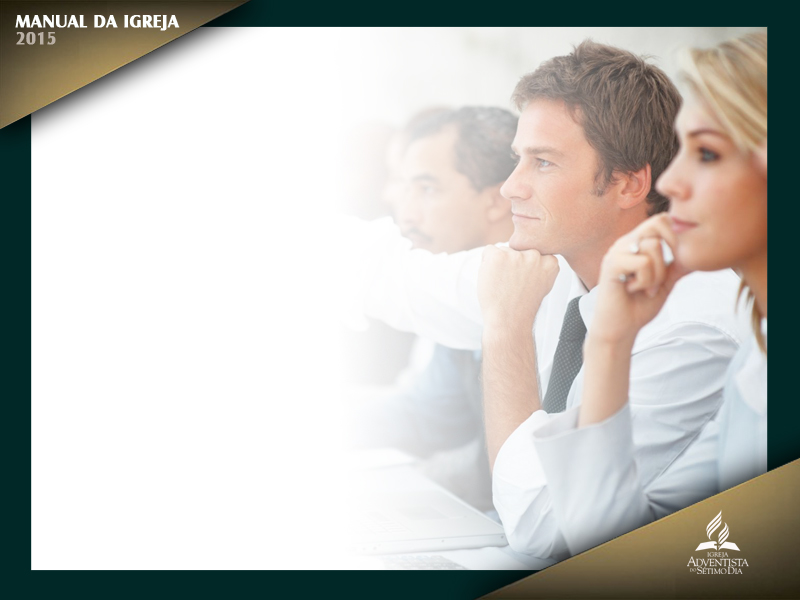 MANUAL DA IGREJA
2015
IGREJA
ADVENTISTA
DO SÉTIMO DIA